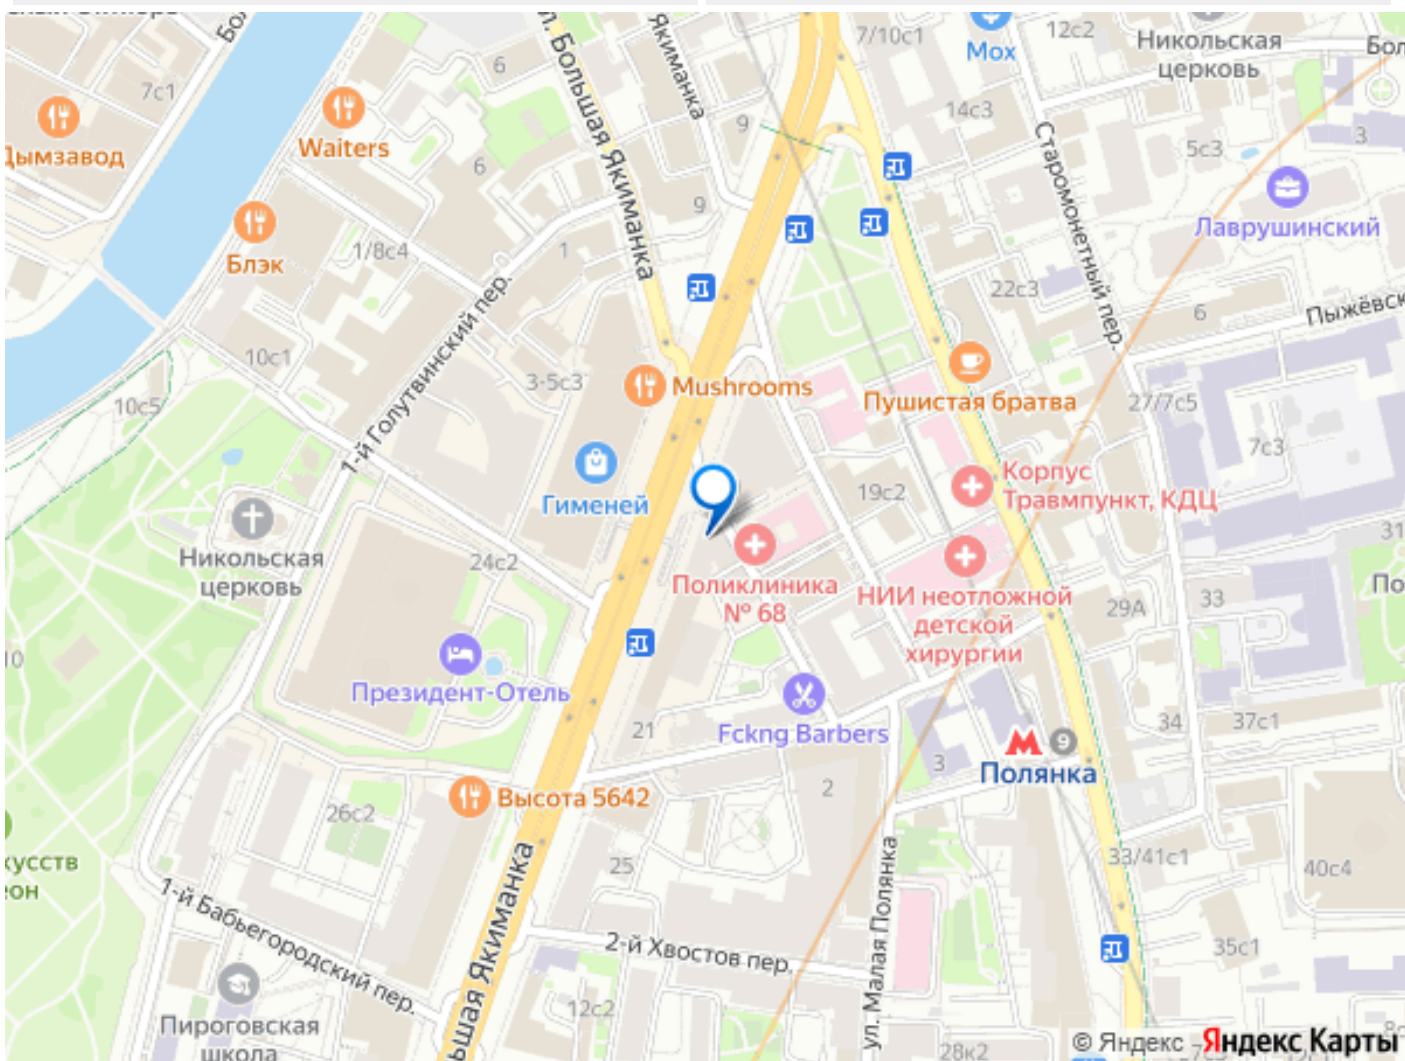 7с1
Дымзавод
Waiters
6
6
Блэк
1/8с4
1
ул. Большая Якиманка
Якиманка
9
9
7/10с1
Мох
12с2
Никольская
церковь
14с3
5с3
3
Старомонетный пер.
Лаврушинский
22с3
6
Пыжёвск
10с1
10с5
1-й Голутвинский пер.
3-5с3
Mushrooms
Пушистая братва
27/7с5
7с3
Гименей
19с2
Корпус
Травмпункт, КДЦ
31
Никольская
церковь
24с2
Поликлиника
№ 68
НИИ неотложной
детской
хирургии
29А
33
По
10
Президент-Отель
21
Fckng Barbers
3
Полянка
9
34
37с1
Высота 5642
26с2
2
25
33/41с1
40с4
кусств
еон
1-й Бабьегородский пер.
Большая Якиманка
2-й Хвостов пер.
ул. Малая Полянка
35с1
Пироговская
школа
12с2
28к2
© Яндекс
Яндекс Карты